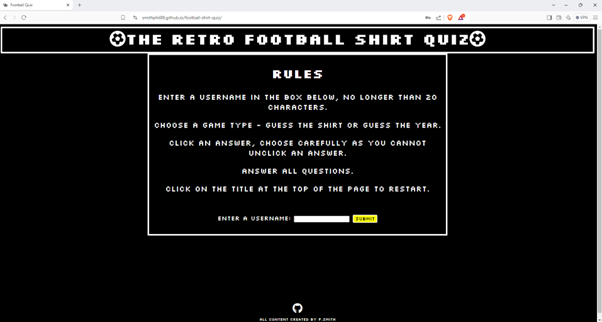 Football Quiz
ysmithphil88.github.io/football-shirt-quiz/
VPN
THE RETRO FOOTBALL SHIRT QUIZ
RULES
ENTER A USERNAME IN THE BOX BELOW, NO LONGER THAN 20
CHARACTERS.
CHOOSE A GAME TYPE - GUESS THE SHIRT OR GUESS THE YEAR.
CLICK AN ANSWER, CHOOSE CAREFULLY AS YOU CANNOT
UNCLICK AN ANSWER.
ANSWER ALL QUESTIONS.
CLICK ON THE TITLE AT THE TOP OF THE PAGE TO RESTART.
ENTER A USERNAME: SUBMIT
ALL CONTENT CREATED BY P.SMITH